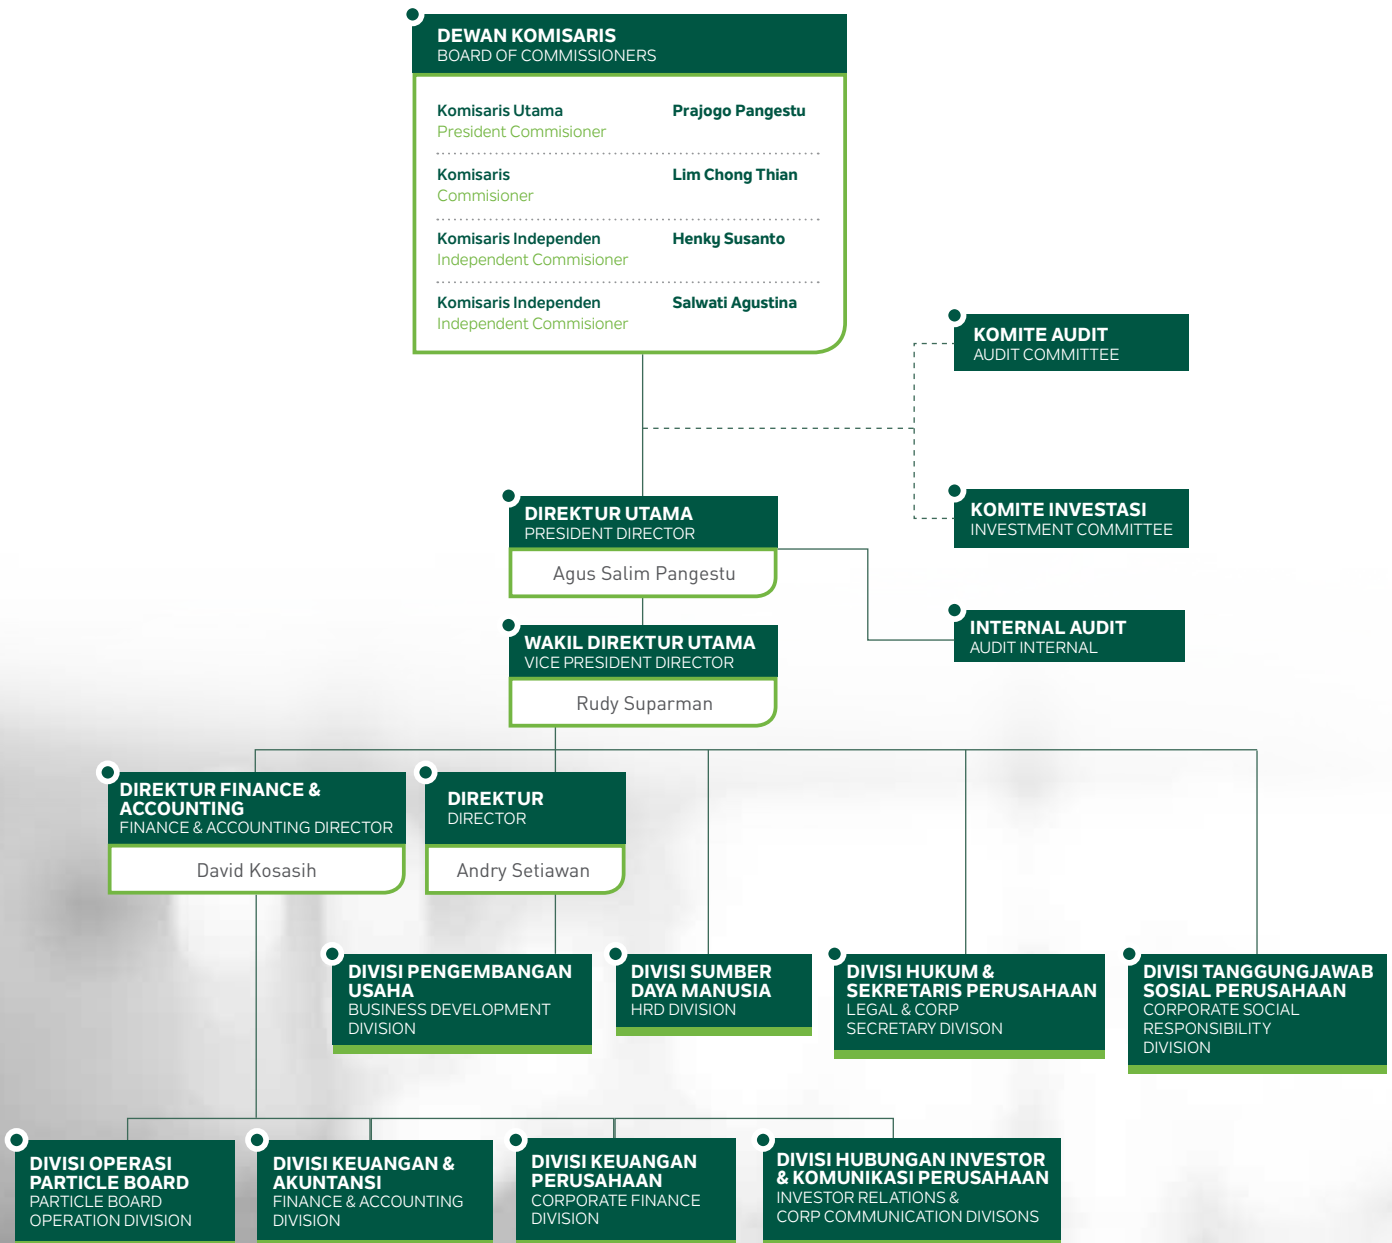 DEWAN KOMISARIS
BOARD OF COMMISSIONERS
Komisaris Utama Prajogo Pangestu
President Commisioner
Komisaris Lim Chong Thian
Commisioner
Komisaris Independen Henky Susanto
Independent Commisioner
Komisaris Independen Salwati Agustina
Independent Commisioner
KOMITE AUDIT
AUDIT COMMITTEE
KOMITE INVESTASI
INVESTMENT COMMITTEE
DIREKTUR UTAMA
PRESIDENT DIRECTOR
Agus Salim Pangestu
INTERNAL AUDIT
AUDIT INTERNAL
WAKIL DIREKTUR UTAMA
VICE PRESIDENT DIRECTOR
Rudy Suparman
DIREKTUR FINANCE &
ACCOUNTING
FINANCE & ACCOUNTING DIRECTOR
David Kosasih
DIREKTUR
DIRECTOR
Andry Setiawan
DIVISI PENGEMBANGAN
USAHA
BUSINESS DEVELOPMENT
DIVISION
DIVISI SUMBER
DAYA MANUSIA
HRD DIVISION
DIVISI HUKUM &
SEKRETARIS PERUSAHAAN
LEGAL & CORP
SECRETARY DIVISON
DIVISI TANGGUNGJAWAB
SOSIAL PERUSAHAAN
CORPORATE SOCIAL
RESPONSIBILITY
DIVISION
DIVISI OPERASI
PARTICLE BOARD
PARTICLE BOARD
OPERATION DIVISION
DIVISI KEUANGAN &
AKUNTANSI
FINANCE & ACCOUNTING
DIVISION
DIVISI KEUANGAN
PERUSAHAAN
CORPORATE FINANCE
DIVISION
DIVISI HUBUNGAN INVESTOR
& KOMUNIKASI PERUSAHAAN
INVESTOR RELATIONS &
CORP COMMUNICATION DIVISONS